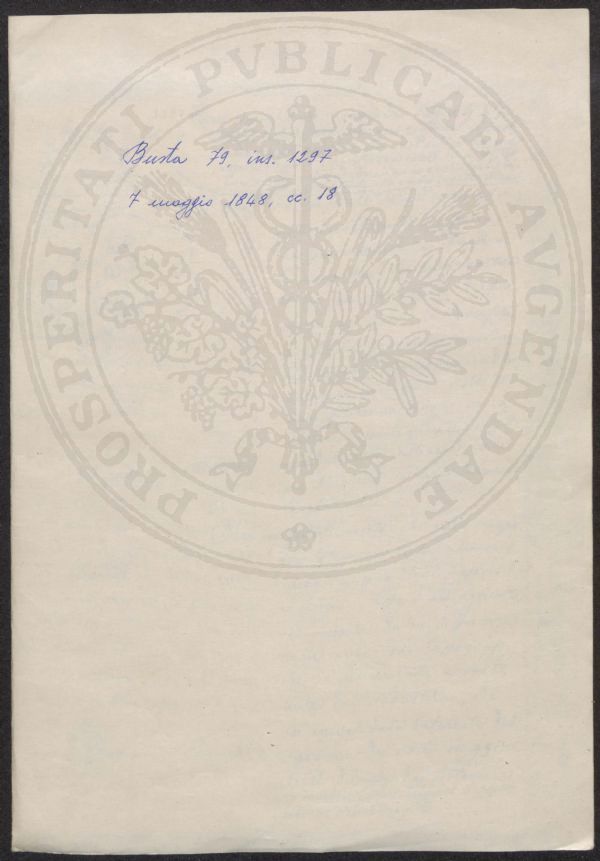 PROSPERITATI PVBLICAE AVGENDAE
Busta 79, ins. 1297
7 maggio 1848, cc. 18